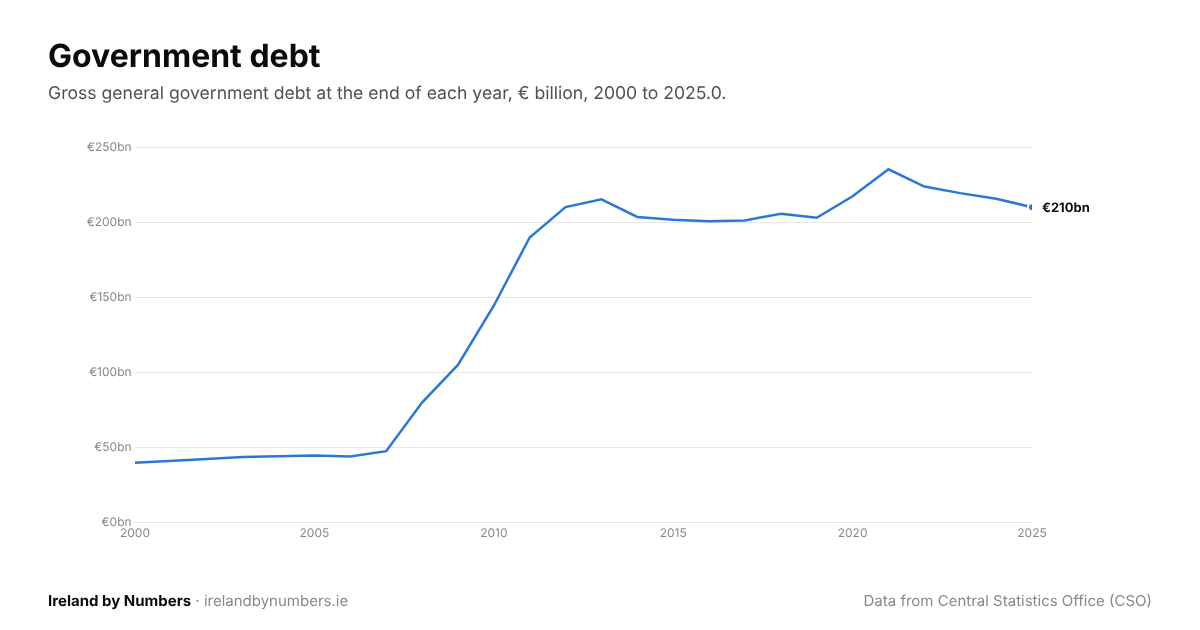 Government debt
Gross general government debt at the end of each year, € billion, 2000 to 2025.0.
€250bn
€200bn
€210bn
€150bn
€100bn
€50bn
€0bn
2000 2005 2010 2015 2020 2025
Ireland by Numbers · irelandbynumbers.ie
Data from Central Statistics Office (CSO)